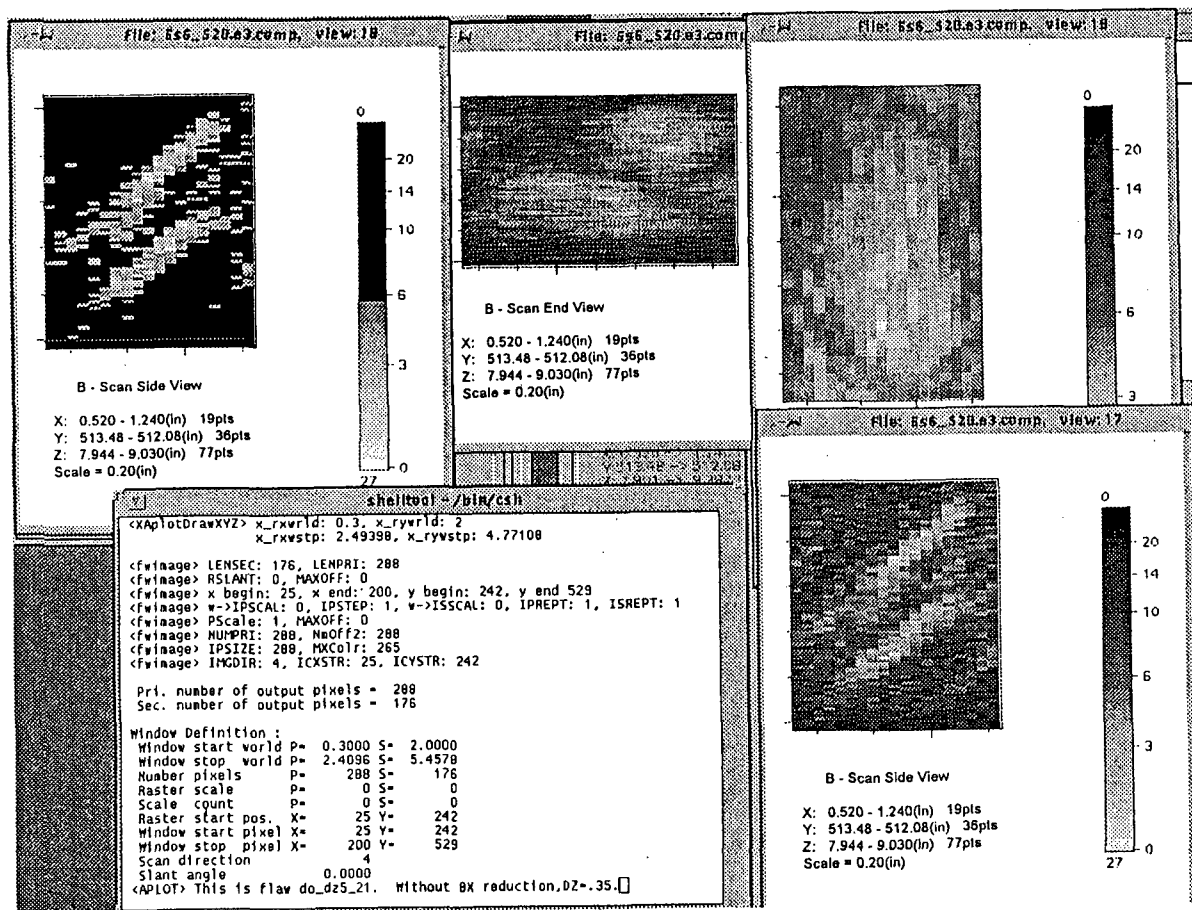 File: Es6_S20.e3.comp, View: 18
0
20
14
10
6
3
0
27
B - Scan Side View
X: 0.520 - 1.240(in) 19pts
Y: 513.48 - 512.08(in) 36pts
Z: 7.944 - 9.030(in) 77pts
Scale = 0.20(in)
File: Es6_S20.e3.comp
B - Scan End View
X: 0.520 - 1.240(in) 19pts
Y: 513.48 - 512.08(in) 36pts
Z: 7.944 - 9.030(in) 77pts
Scale = 0.20(in)
File: Es6_S20.e3.comp, View: 18
0
20
14
10
6
3
File: Es6_S20.e3.comp, View: 17
0
20
14
10
6
3
0
27
B - Scan Side View
X: 0.520 - 1.240(in) 19pts
Y: 513.48 - 512.08(in) 36pts
Z: 7.944 - 9.030(in) 77pts
Scale = 0.20(in)
shelltool - /bin/csh
<XAplotDrawXYZ> x_rxwrld: 0.3, x_rywrld: 2
x_rxwstp: 2.49398, x_rywstp: 4.77108
<fwimage> LENSEC: 176, LENPRI: 288
<fwimage> RSLANT: 0, MAXOFF: 0
<fwimage> x begin: 25, x end: 200, y begin: 242, y end 529
<fwimage> w->IPSCAL: 0, IPSTEP: 1, w->ISSCAL: 0, IPREPT: 1, ISREPT: 1
<fwimage> PScale: 1, MAXOFF: 0
<fwimage> NUMPRI: 288, NmOff2: 288
<fwimage> IPSIZE: 288, MXColr: 265
<fwimage> IMGDIR: 4, ICXSTR: 25, ICYSTR: 242
Pri. number of output pixels = 288
Sec. number of output pixels = 176
Window Definition :
Window start world P= 0.3000 S= 2.0000
Window stop world P= 2.4096 S= 5.4578
Number pixels P= 288 S= 176
Raster scale P= 0 S= 0
Scale count P= 0 S= 0
Raster start pos. X= 25 Y= 242
Window start pixel X= 25 Y= 242
Window stop pixel X= 200 Y= 529
Scan direction 4
Slant angle 0.0000
<APLOT> This is flaw do_dz5_21. Without BX reduction,DZ=.35.